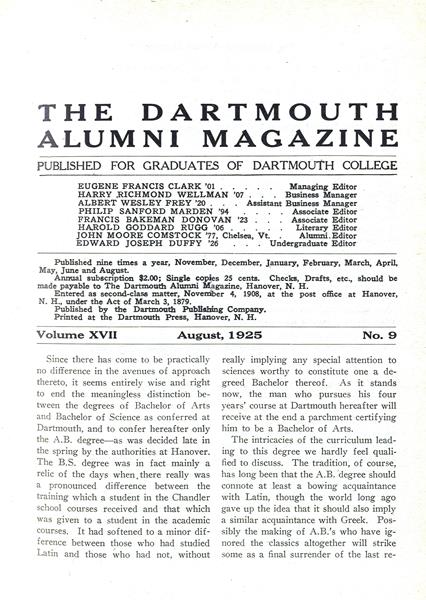 THE DARTMOUTH
ALUMNI MAGAZINE
PUBLISHED FOR GRADUATES OF DARTMOUTH COLLEGE
EUGENE FRANCIS CLARK '01 . . . . . Managing Editor
HARRY RICHMOND WELLMAN '07 . . . Business Manager
ALBERT WESLEY FREY '20 . . . Assistant Business Manager
PHILIP SANFORD MARDEN '94 . . . . Associate Editor
FRANCIS BAKEMAN DONOVAN '23 . . . Associate Editor
HAROLD GODDARD RUGG '06 . . . . . Literary Editor
JOHN MOORE COMSTOCK '77, Chelsea, Vt. . Alumni Editor
EDWARD JOSEPH DUFFY '26 . . . Undergraduate Editor
Published nine times a year, November, December, January, February, March, April,
May, June and August.
Annual subscription $2.00; Single copies 25 cents. Checks, Drafts, etc., should be
made payable to The Dartmouth Alumni Magazine, Hanover, N. H.
Entered as second-class matter, November 4, 1908, at the post office at Hanover,
N. H., under the Act of March 3, 1879.
Published by the Dartmouth Publishing Company.
Printed at the Dartmouth Press, Hanover, N. H.
Volume XVII August, 1925 No. 9
Since there has come to be practically
no difference in the avenues of approach
thereto, it seems entirely wise and right
to end the meaningless distinction be-
tween the degrees of Bachelor of Arts
and Bachelor of Science as conferred at
Dartmouth, and to confer hereafter only
the A.B. degree—as was decided late in
the spring by the authorities at Hanover.
The B.S. degree was in fact mainly a
relic of the days when there really was
a pronounced difference between the
training which a student in the Chandler
school courses received and that which
was given to a student in the academic
courses. It had softened to a minor dif-
ference between those who had studied
Latin and those who had not, without
really implying any special attention to
sciences worthy to constitute one a de-
greed Bachelor thereof. As it stands
now, the man who pursues his four
years' course at Dartmouth hereafter will
receive at the end a parchment certifying
him to be a Bachelor of Arts.
The intricacies of the curriculum lead-
ing to this degree we hardly feel quali-
fied to discuss. The tradition, of course,
has long been that the A.B. degree should
connote at least a bowing acquaintance
with Latin, though the world long ago
gave up the idea that it should also imply
a similar acquaintance with Greek. Pos-
sibly the making of A.B.'s who have ig-
nored the classics altogether will strike
some as a final surrender of the last re-